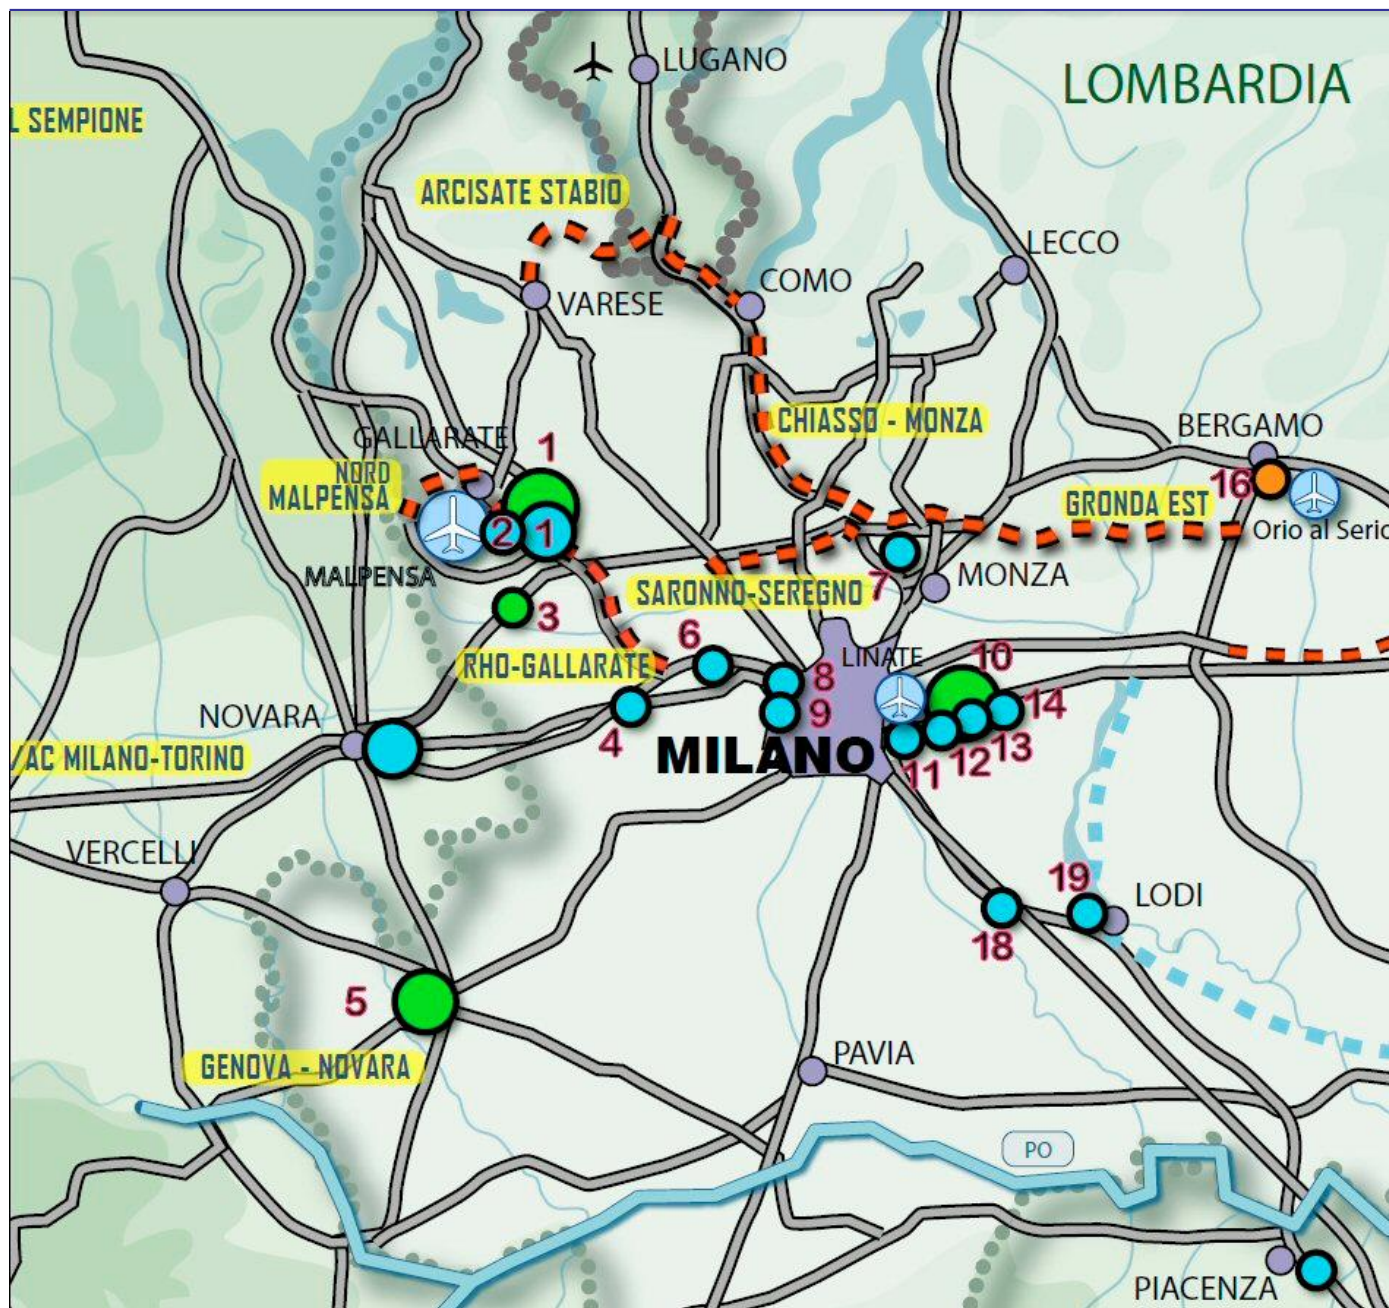 LUGANO
LOMBARDIA
L SEMPIONE
ARCISATE STABIO
LECCO
COMO
VARESE
CHIASSO - MONZA
BERGAMO
GALLARATE
1
NORD
MALPENSA
16
GRONDA EST
2
1
Orio al Seric
MALPENSA
7
MONZA
SARONNO-SEREGNO
3
6
LINATE
10
RHO-GALLARATE
8
NOVARA
9
14
4
13
/AC MILANO-TORINO
MILANO
12
11
VERCELLI
19
LODI
18
5
PAVIA
GENOVA - NOVARA
PO
PIACENZA